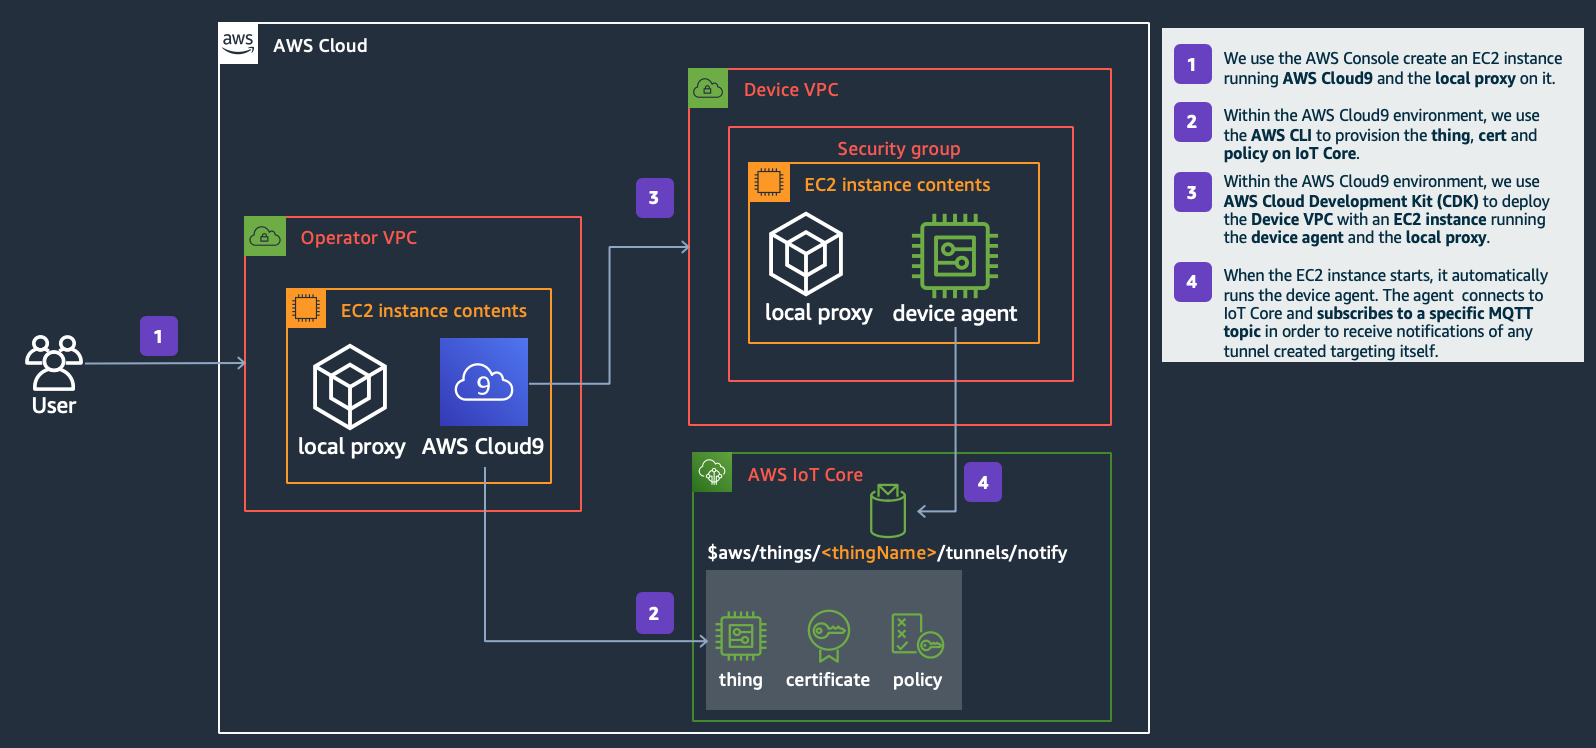 aws
AWS Cloud
Device VPC
Security group
EC2 instance contents
local proxy
device agent
3
Operator VPC
EC2 instance contents
local proxy
9
AWS Cloud9
1
User
AWS IoT Core
4
$aws/things/<thingName>/tunnels/notify
2
thing
certificate
policy
1
We use the AWS Console create an EC2 instance
running AWS Cloud9 and the local proxy on it.
2
Within the AWS Cloud9 environment, we use
the AWS CLI to provision the thing, cert and
policy on IoT Core.
3
Within the AWS Cloud9 environment, we use
AWS Cloud Development Kit (CDK) to deploy
the Device VPC with an EC2 instance running
the device agent and the local proxy.
4
When the EC2 instance starts, it automatically
runs the device agent. The agent connects to
IoT Core and subscribes to a specific MQTT
topic in order to receive notifications of any
tunnel created targeting itself.